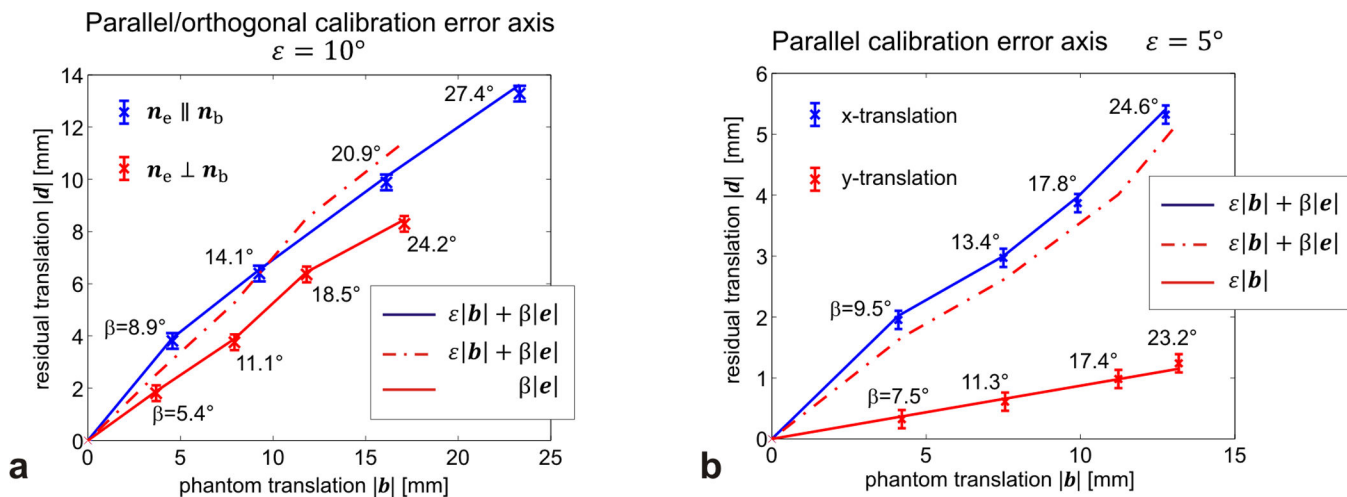 Parallel/orthogonal calibration error axis
ε = 10°
14
12
10
8
6
4
2
0
residual translation |d| [mm]
nₑ ∥ n_b
nₑ ⊥ n_b
27.4°
20.9°
14.1°
β=8.9°
24.2°
18.5°
11.1°
β=5.4°
ε|b| + β|e|
ε|b| + β|e|
β|e|
0 5 10 15 20 25
phantom translation |b| [mm]
a
Parallel calibration error axis ε = 5°
6
5
4
3
2
1
0
residual translation |d| [mm]
x-translation
y-translation
24.6°
17.8°
13.4°
β=9.5°
23.2°
17.4°
11.3°
β=7.5°
ε|b| + β|e|
ε|b| + β|e|
ε|b|
0 5 10 15
phantom translation |b| [mm]
b